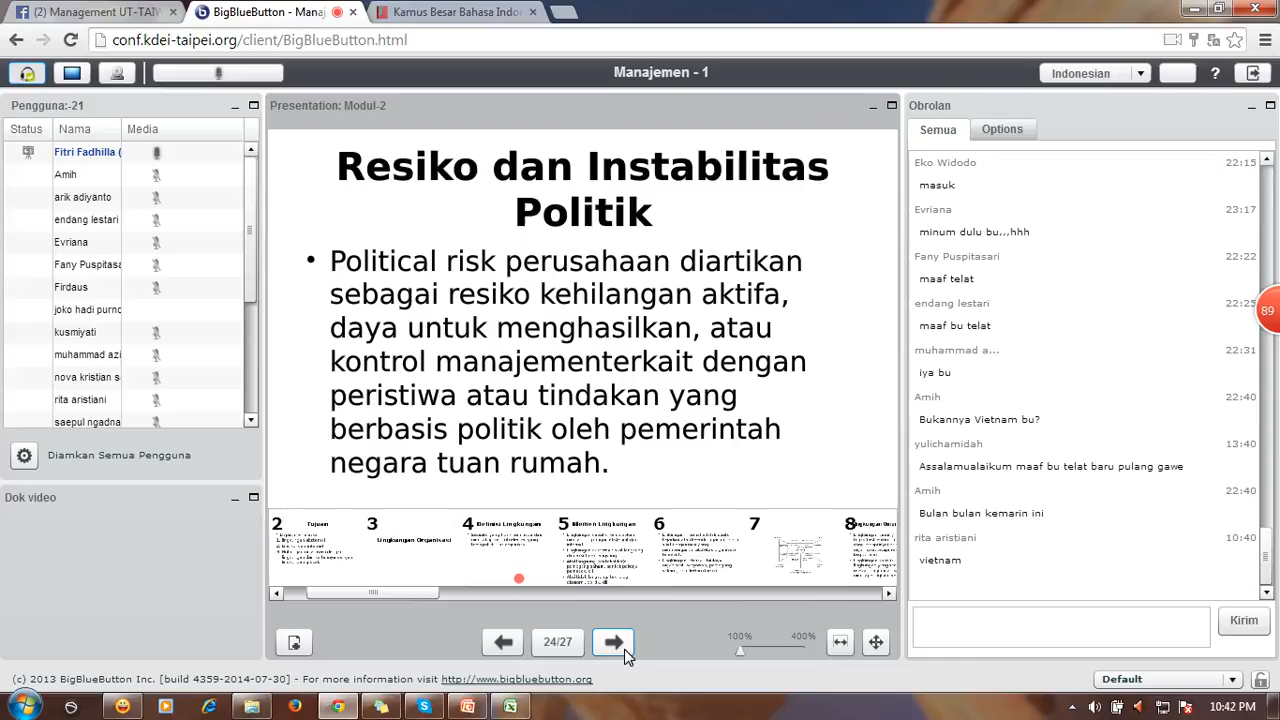 (2) Management UT-TAIW
BigBlueButton - Manaj
Kamus Besar Bahasa Indon
conf.kdei-taipei.org/client/BigBlueButton.html
Manajemen - 1
Indonesian
?
Pengguna:-21
Status Nama Media
Fitri Fadhilla (
Amih
arik adiyanto
endang lestari
Evriana
Fany Puspitasa
Firdaus
joko hadi purno
kusmiyati
muhammad azi
nova kristian s
rita aristiani
saepul ngadna
Diamkan Semua Pengguna
Dok video
Presentation: Modul-2
Resiko dan Instabilitas
Politik
• Political risk perusahaan diartikan
sebagai resiko kehilangan aktifa,
daya untuk menghasilkan, atau
kontrol manajementerkait dengan
peristiwa atau tindakan yang
berbasis politik oleh pemerintah
negara tuan rumah.
2 Tujuan
3 Lingkungan Organisasi
4 Definisi Lingkungan
5 Elemen Lingkungan
6
7
8
24/27
100% 400%
Obrolan
Semua Options
Eko Widodo 22:15
masuk
Evriana 23:17
minum dulu bu,,,hhh
Fany Puspitasari 22:22
maaf telat
endang lestari 22:25
maaf bu telat
muhammad a... 22:31
iya bu
Amih 22:40
Bukannya Vietnam bu?
yulichamidah 13:40
Assalamualaikum maaf bu telat baru pulang gawe
Amih 22:40
Bulan bulan kemarin ini
rita aristiani 10:40
vietnam
Kirim
89
(c) 2013 BigBlueButton Inc. [build 4359-2014-07-30] - For more information visit http://www.bigbluebutton.org
Default
10:42 PM